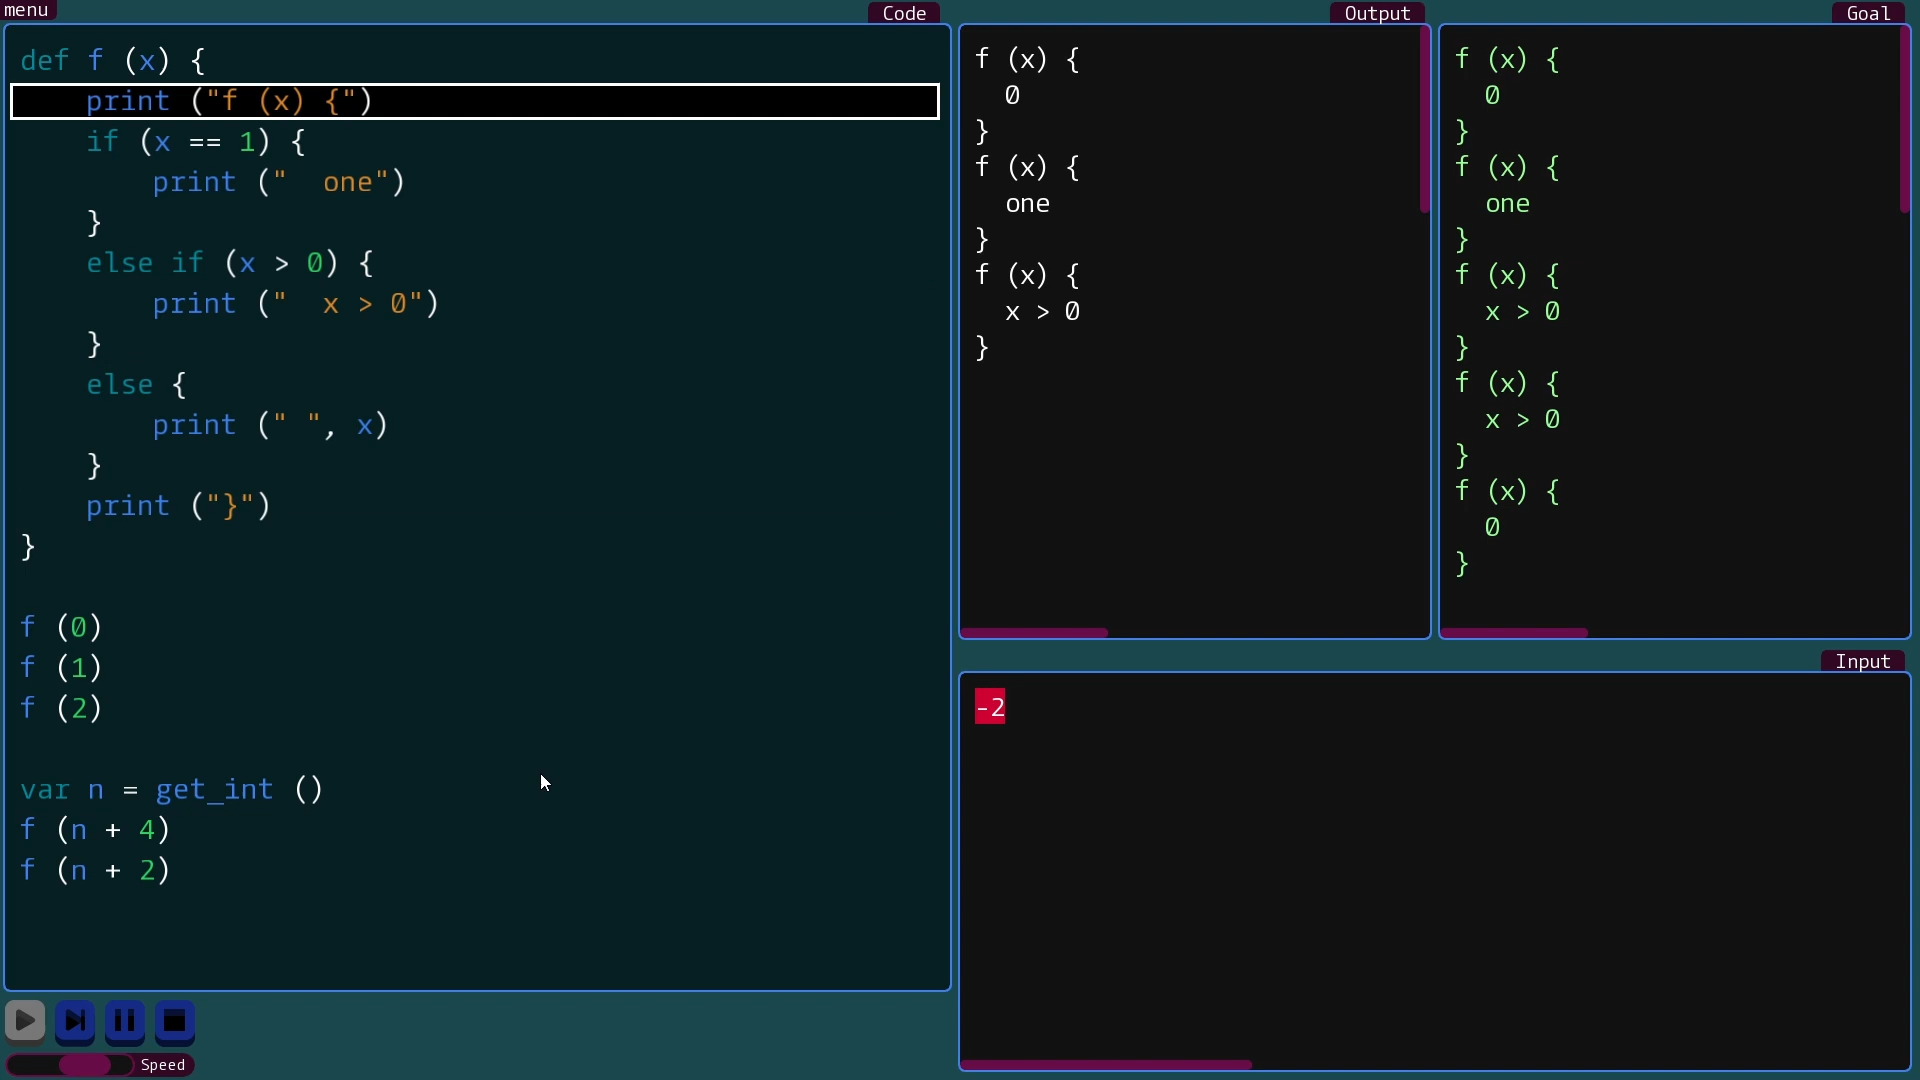 menu
Code
def f (x) {
    print ("f (x) {")
    if (x == 1) {
        print ("  one")
    }
    else if (x > 0) {
        print ("  x > 0")
    }
    else {
        print (" ", x)
    }
    print ("}")
}
f (0)
f (1)
f (2)
var n = get_int ()
f (n + 4)
f (n + 2)
Speed
Output
f (x) {
  0
}
f (x) {
  one
}
f (x) {
  x > 0
}
Goal
f (x) {
  0
}
f (x) {
  one
}
f (x) {
  x > 0
}
f (x) {
  x > 0
}
f (x) {
  0
}
Input
-2